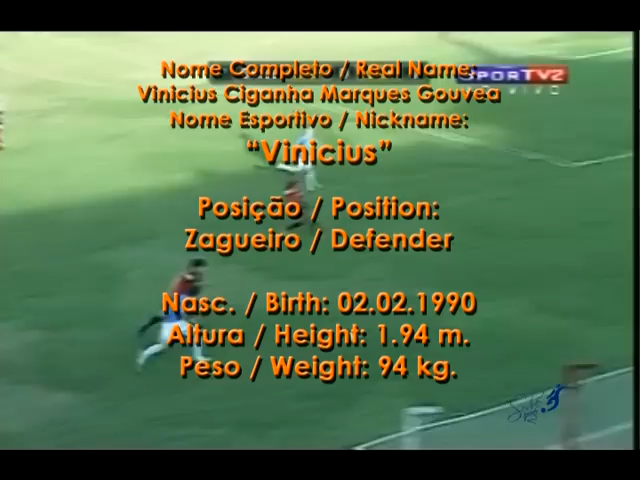 Nome Completo / Real Name:
SPORTV2
Vinicius Ciganha Marques Gouvea
VIVO
Nome Esportivo / Nickname:
“Vinicius”
Posição / Position:
Zagueiro / Defender
Nasc. / Birth: 02.02.1990
Altura / Height: 1.94 m.
Peso / Weight: 94 kg.